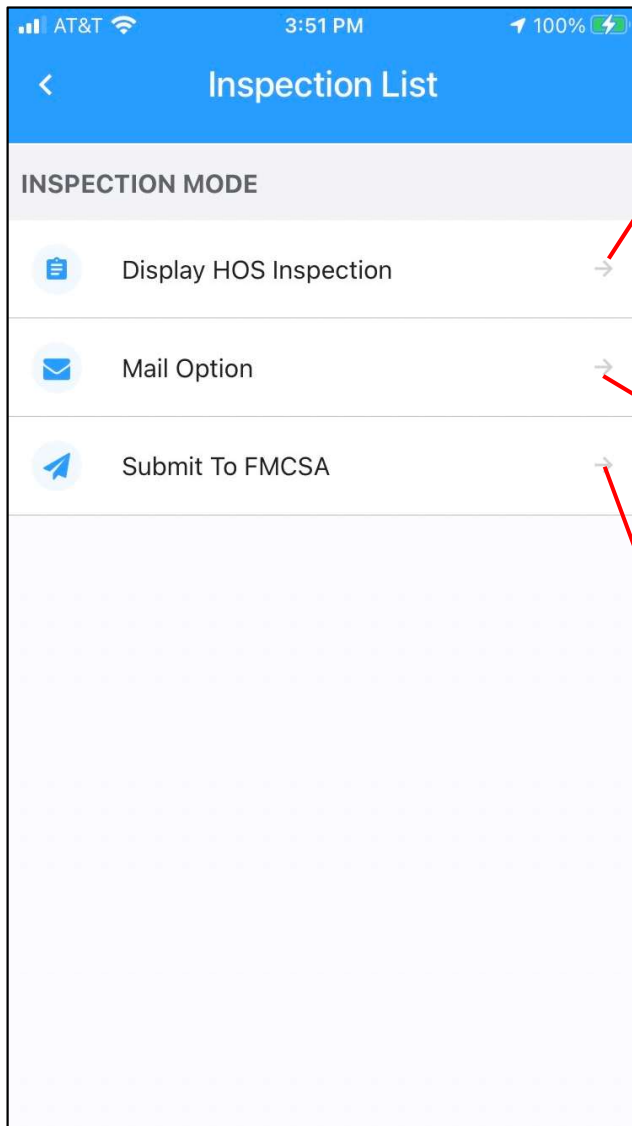 AT&T 3:51 PM 100%
Inspection List
INSPECTION MODE
Display HOS Inspection
Mail Option
Submit To FMCSA